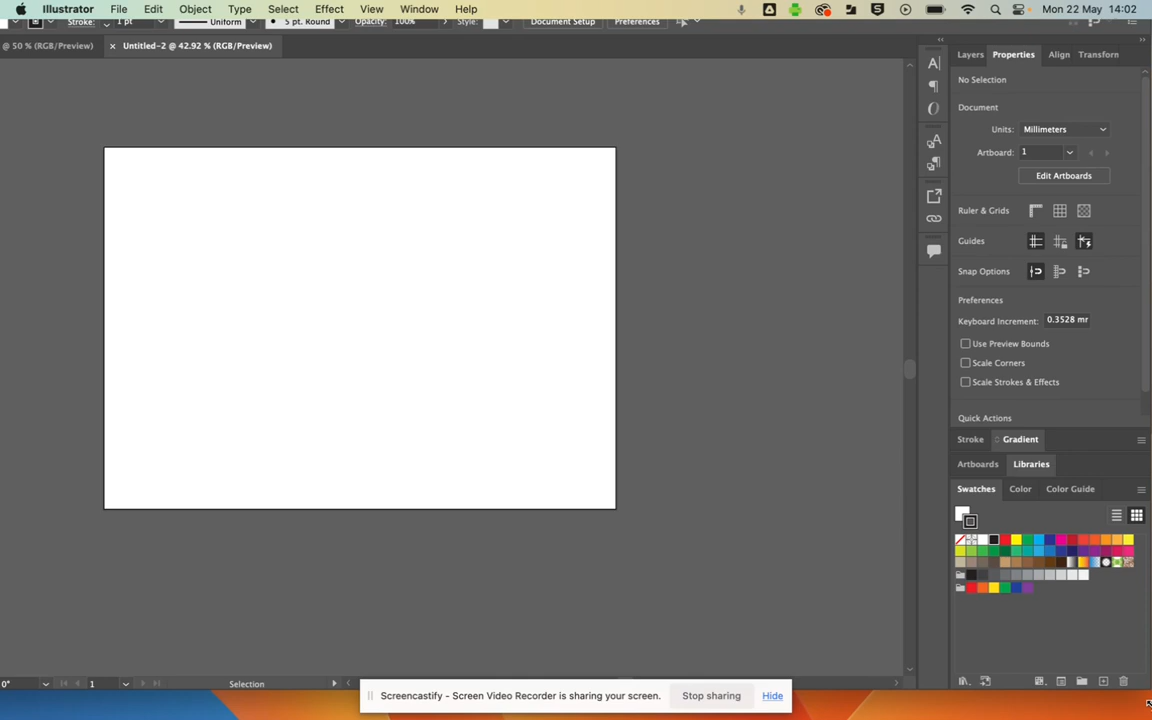 Illustrator File Edit Object Type Select Effect View Window Help Mon 22 May 14:02
Stroke: 1 pt Uniform 5 pt. Round Opacity: 100% Style: Document Setup Preferences
@ 50 % (RGB/Preview) × Untitled-2 @ 42.92 % (RGB/Preview)
Layers Properties Align Transforn
No Selection
Document
Units: Millimeters
Artboard: 1
Edit Artboards
Ruler & Grids
Guides
Snap Options
Preferences
Keyboard Increment: 0.3528 mr
Use Preview Bounds
Scale Corners
Scale Strokes & Effects
Quick Actions
Stroke Gradient
Artboards Libraries
Swatches Color Color Guide
0° 1 Selection
Screencastify - Screen Video Recorder is sharing your screen. Stop sharing Hide